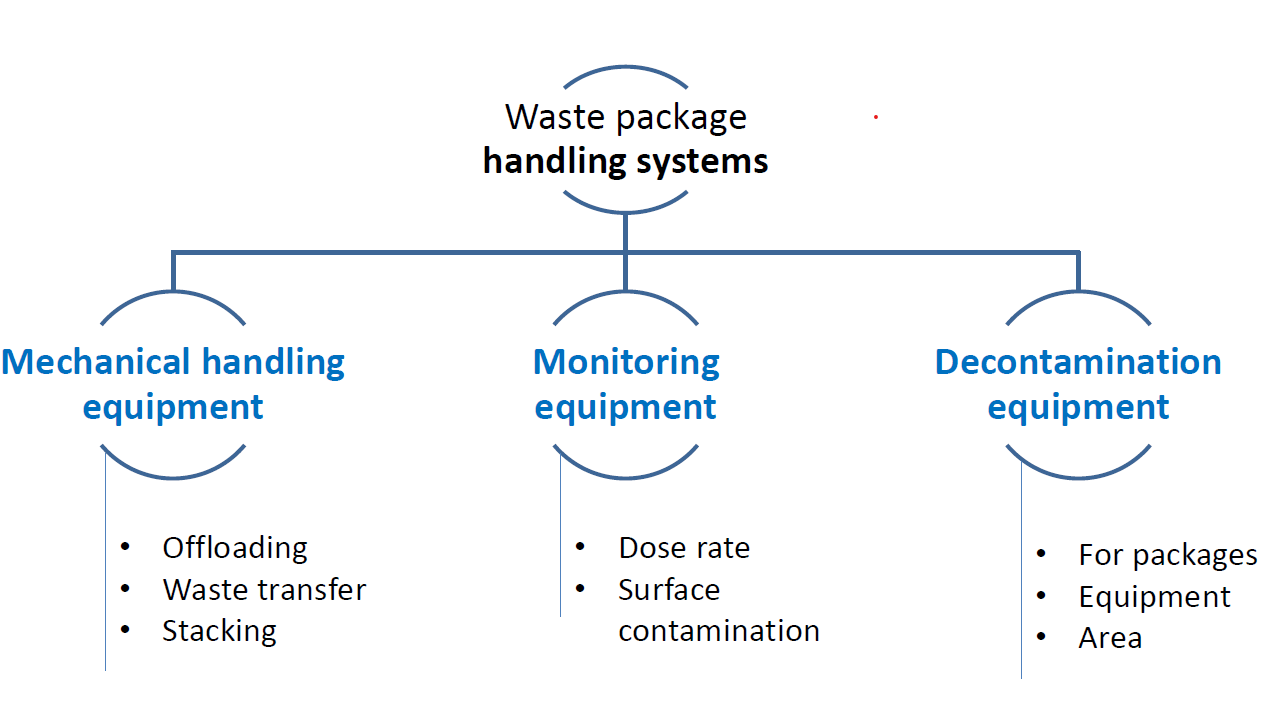 Waste package
handling systems
Mechanical handling
equipment
Monitoring
equipment
Decontamination
equipment
• Offloading
• Waste transfer
• Stacking
• Dose rate
• Surface
contamination
• For packages
• Equipment
• Area